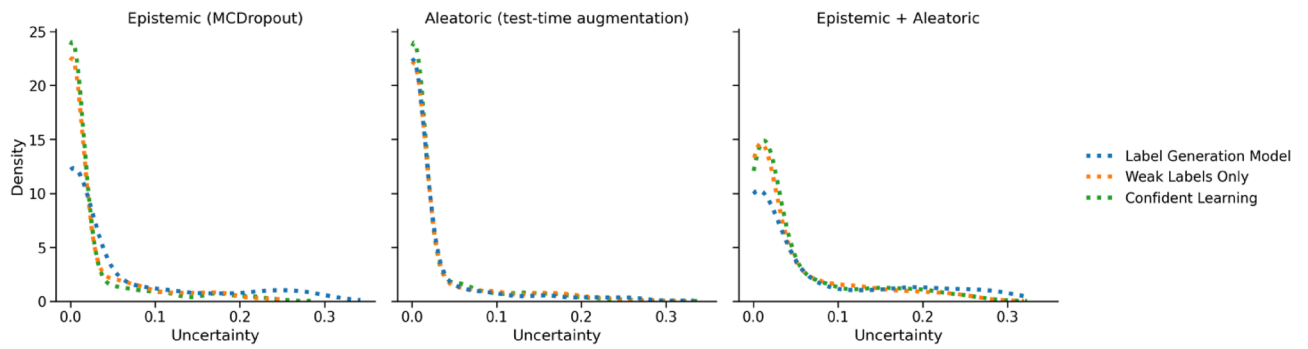 Epistemic (MCDropout)
Aleatoric (test-time augmentation)
Epistemic + Aleatoric
Density
25
20
15
10
5
0
0.0 0.1 0.2 0.3
Uncertainty
0.0 0.1 0.2 0.3
Uncertainty
0.0 0.1 0.2 0.3
Uncertainty
Label Generation Model
Weak Labels Only
Confident Learning